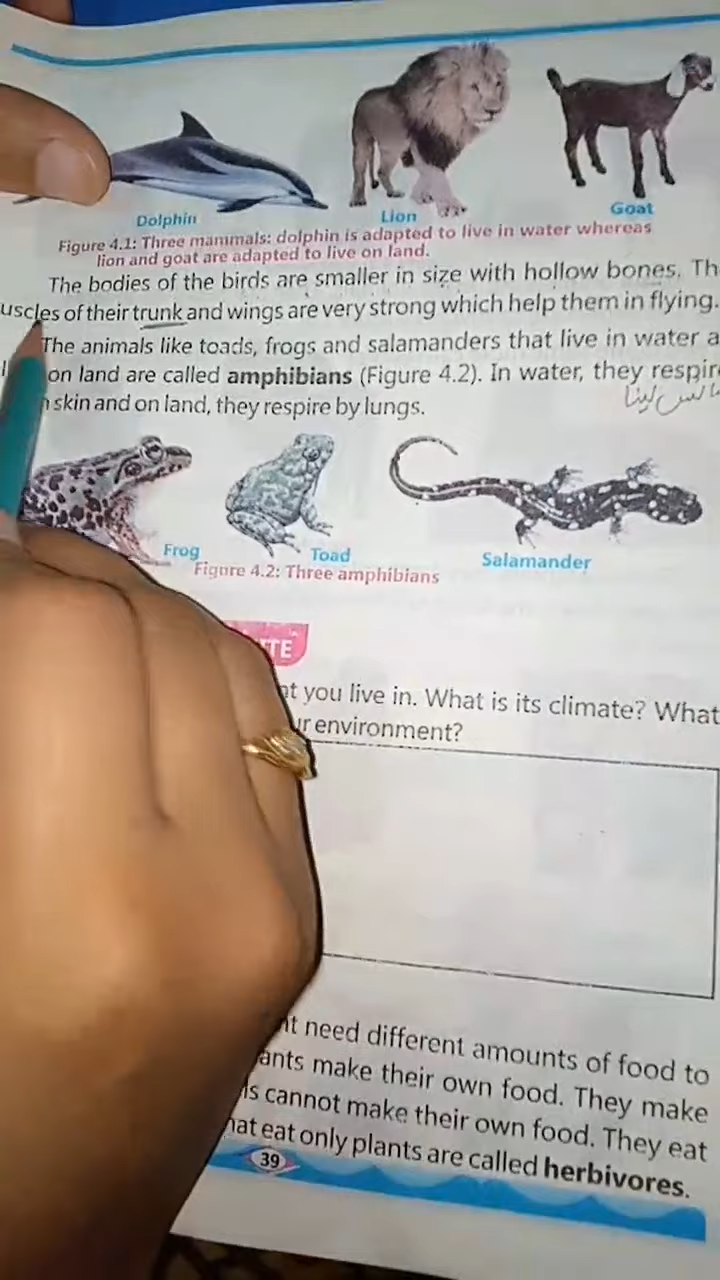 Dolphin
Lion
Goat
Figure 4.1: Three mammals: dolphin is adapted to live in water whereas
lion and goat are adapted to live on land.
The bodies of the birds are smaller in size with hollow bones. Th
uscles of their trunk and wings are very strong which help them in flying.
The animals like toads, frogs and salamanders that live in water a
on land are called amphibians (Figure 4.2). In water, they respir
skin and on land, they respire by lungs.
سانس لینا
Frog
Toad
Salamander
Figure 4.2: Three amphibians
TE
at you live in. What is its climate? What
ur environment?
nt need different amounts of food to
ants make their own food. They make
ls cannot make their own food. They eat
hat eat only plants are called herbivores.
39